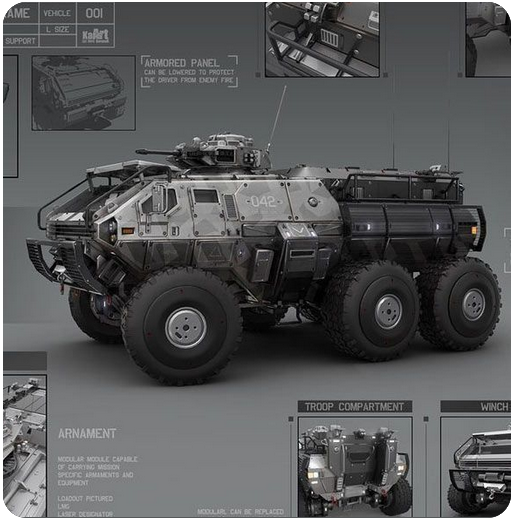 AME VEHICLE 001
SUPPORT L SIZE KaArt
ARMORED PANEL
CAN BE LOWERED TO PROTECT
THE DRIVER FROM ENEMY FIRE
042
TROOP COMPARTMENT
WINCH
ARNAMENT
MODULAR MODULE CAPABLE
OF CARRYING MISSION
SPECIFIC ARMAMENTS AND
EQUIPMENT
LOADOUT PICTURED
LMG
LASER DESIGNATOR
MODULARL CAN BE REPLACED